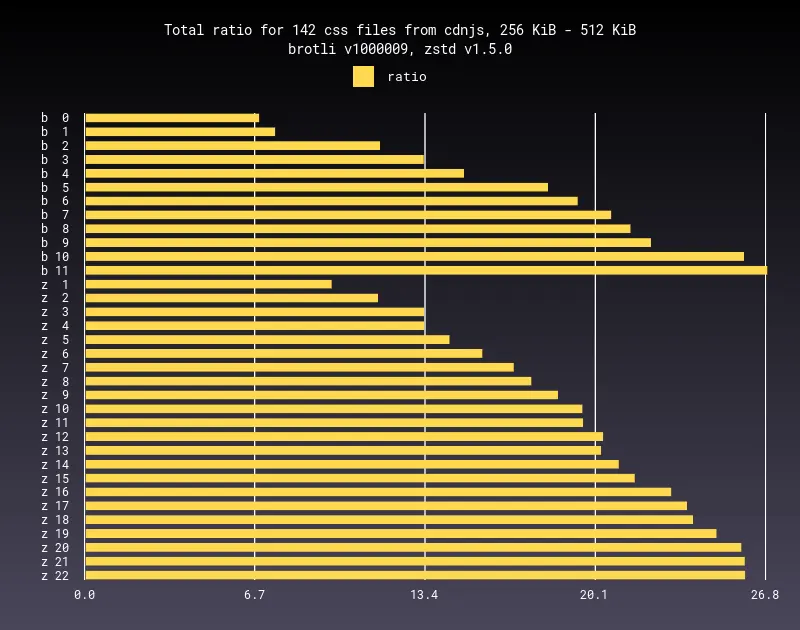 Total ratio for 142 css files from cdnjs, 256 KiB - 512 KiB
brotli v1000009, zstd v1.5.0
ratio
b 0
b 1
b 2
b 3
b 4
b 5
b 6
b 7
b 8
b 9
b 10
b 11
z 1
z 2
z 3
z 4
z 5
z 6
z 7
z 8
z 9
z 10
z 11
z 12
z 13
z 14
z 15
z 16
z 17
z 18
z 19
z 20
z 21
z 22
0.0 6.7 13.4 20.1 26.8